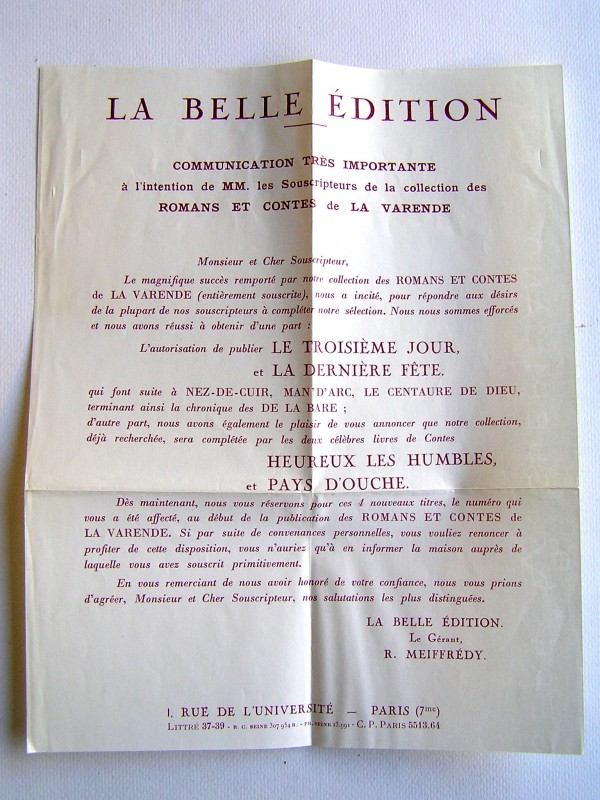 LA BELLE ÉDITION
COMMUNICATION TRÈS IMPORTANTE
à l'intention de MM. les Souscripteurs de la collection des
ROMANS ET CONTES de LA VARENDE
Monsieur et Cher Souscripteur,
Le magnifique succès remporté par notre collection des ROMANS ET CONTES
de LA VARENDE (entièrement souscrite), nous a incité, pour répondre aux désirs
de la plupart de nos souscripteurs à compléter notre sélection. Nous nous sommes efforcés
et nous avons réussi à obtenir d'une part :
L'autorisation de publier LE TROISIÈME JOUR,
et LA DERNIÈRE FÊTE.
qui font suite à NEZ-DE-CUIR, MAN'D'ARC, LE CENTAURE DE DIEU,
terminant ainsi la chronique des DE LA BARE ;
d'autre part, nous avons également le plaisir de vous annoncer que notre collection,
déjà recherchée, sera complétée par les deux célèbres livres de Contes
HEUREUX LES HUMBLES,
et PAYS D'OUCHE.
Dès maintenant, nous vous réservons pour ces 4 nouveaux titres, le numéro qui
vous a été affecté, au début de la publication des ROMANS ET CONTES de
LA VARENDE. Si par suite de convenances personnelles, vous vouliez renoncer à
profiter de cette disposition, vous n'auriez qu'à en informer la maison auprès de
laquelle vous avez souscrit primitivement.
En vous remerciant de nous avoir honoré de votre confiance, nous vous prions
d'agréer, Monsieur et Cher Souscripteur, nos salutations les plus distinguées.
LA BELLE ÉDITION.
Le Gérant,
R. MEIFFRÉDY.
1, RUE DE L'UNIVERSITÉ — PARIS (7me)
LITTRÉ 37-39 - R. C. SEINE 307 954 B. - C. P. PARIS 5513.64